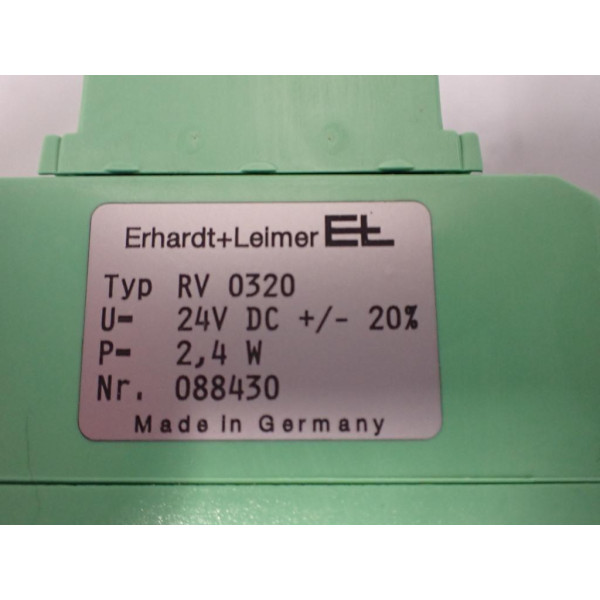 Erhardt+Leimer EL
Typ RV 0320
U= 24V DC +/- 20%
P= 2,4 W
Nr. 088430
Made in Germany